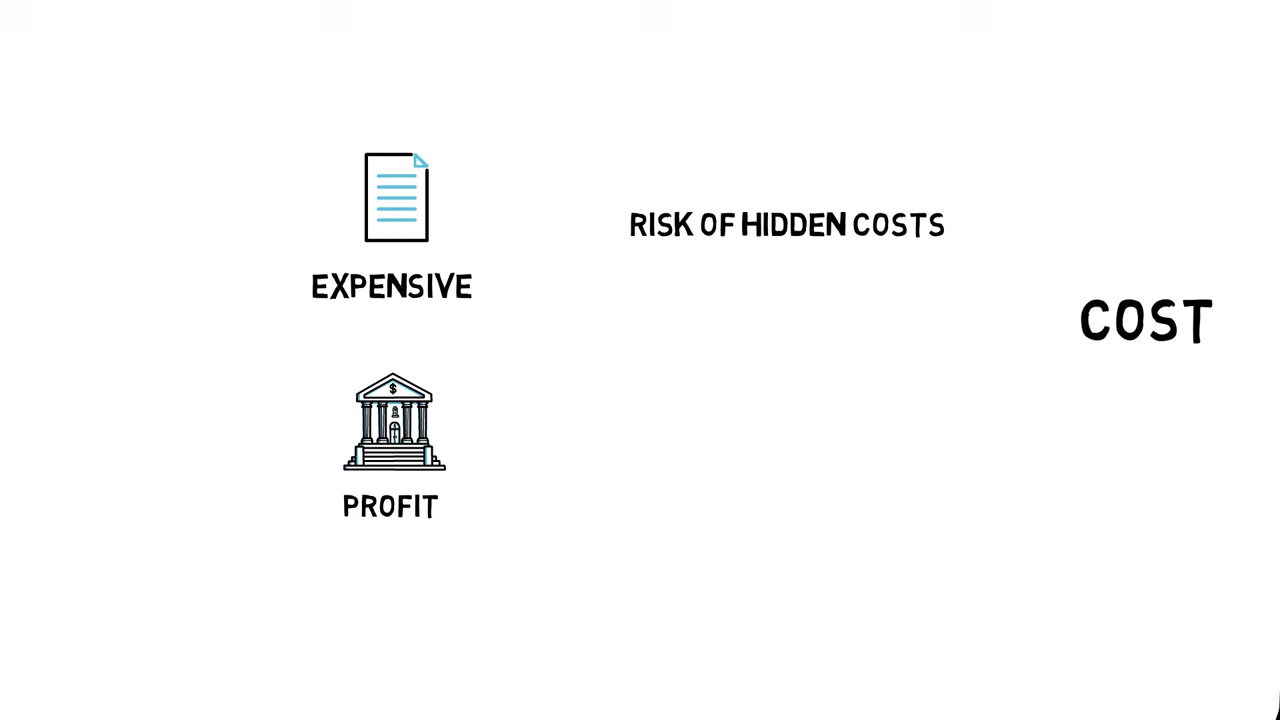 RISK OF HIDDEN COSTS
EXPENSIVE
COST
$
PROFIT